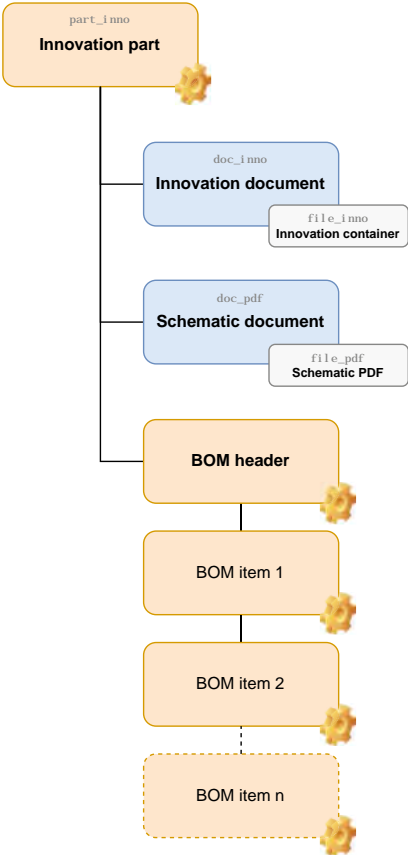 part_inno
Innovation part
doc_inno
Innovation document
file_inno
Innovation container
doc_pdf
Schematic document
file_pdf
Schematic PDF
BOM header
BOM item 1
BOM item 2
BOM item n